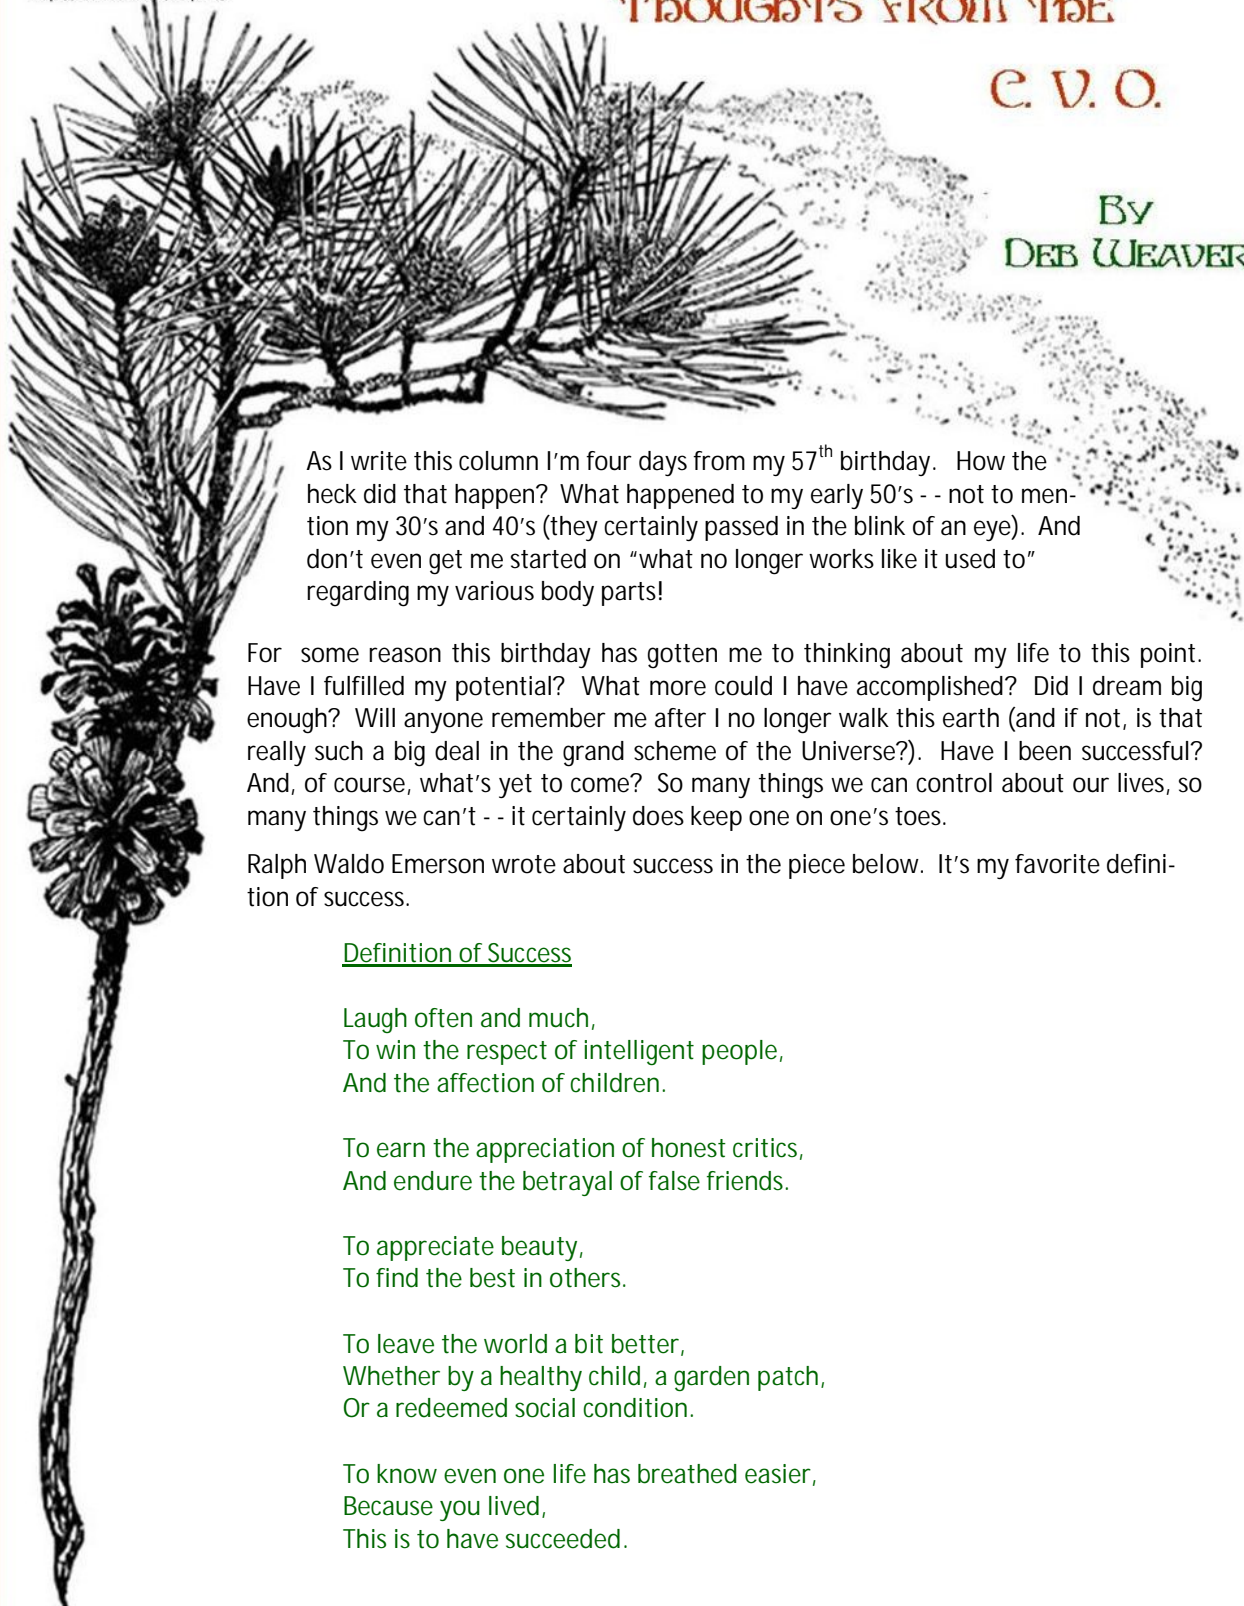 THOUGHTS FROM THE
C. V. O.
BY
DEB WEAVER
As I write this column I'm four days from my 57th birthday. How the
heck did that happen? What happened to my early 50's - - not to men-
tion my 30's and 40's (they certainly passed in the blink of an eye). And
don't even get me started on “what no longer works like it used to”
regarding my various body parts!
For some reason this birthday has gotten me to thinking about my life to this point.
Have I fulfilled my potential? What more could I have accomplished? Did I dream big
enough? Will anyone remember me after I no longer walk this earth (and if not, is that
really such a big deal in the grand scheme of the Universe?). Have I been successful?
And, of course, what's yet to come? So many things we can control about our lives, so
many things we can't - - it certainly does keep one on one's toes.
Ralph Waldo Emerson wrote about success in the piece below. It's my favorite defini-
tion of success.
Definition of Success
Laugh often and much,
To win the respect of intelligent people,
And the affection of children.
To earn the appreciation of honest critics,
And endure the betrayal of false friends.
To appreciate beauty,
To find the best in others.
To leave the world a bit better,
Whether by a healthy child, a garden patch,
Or a redeemed social condition.
To know even one life has breathed easier,
Because you lived,
This is to have succeeded.